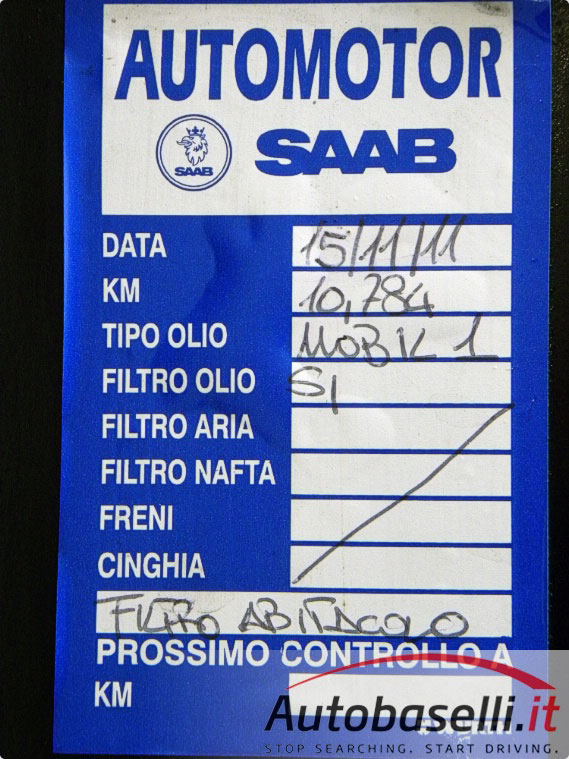 AUTOMOTOR
SAAB SAAB
DATA 15/11/11
KM 10,784
TIPO OLIO MOBIL 1
FILTRO OLIO SI
FILTRO ARIA
FILTRO NAFTA
FRENI
CINGHIA
FILTRO ABITACOLO
PROSSIMO CONTROLLO A
KM
Autobaselli.it
STOP SEARCHING. START DRIVING.